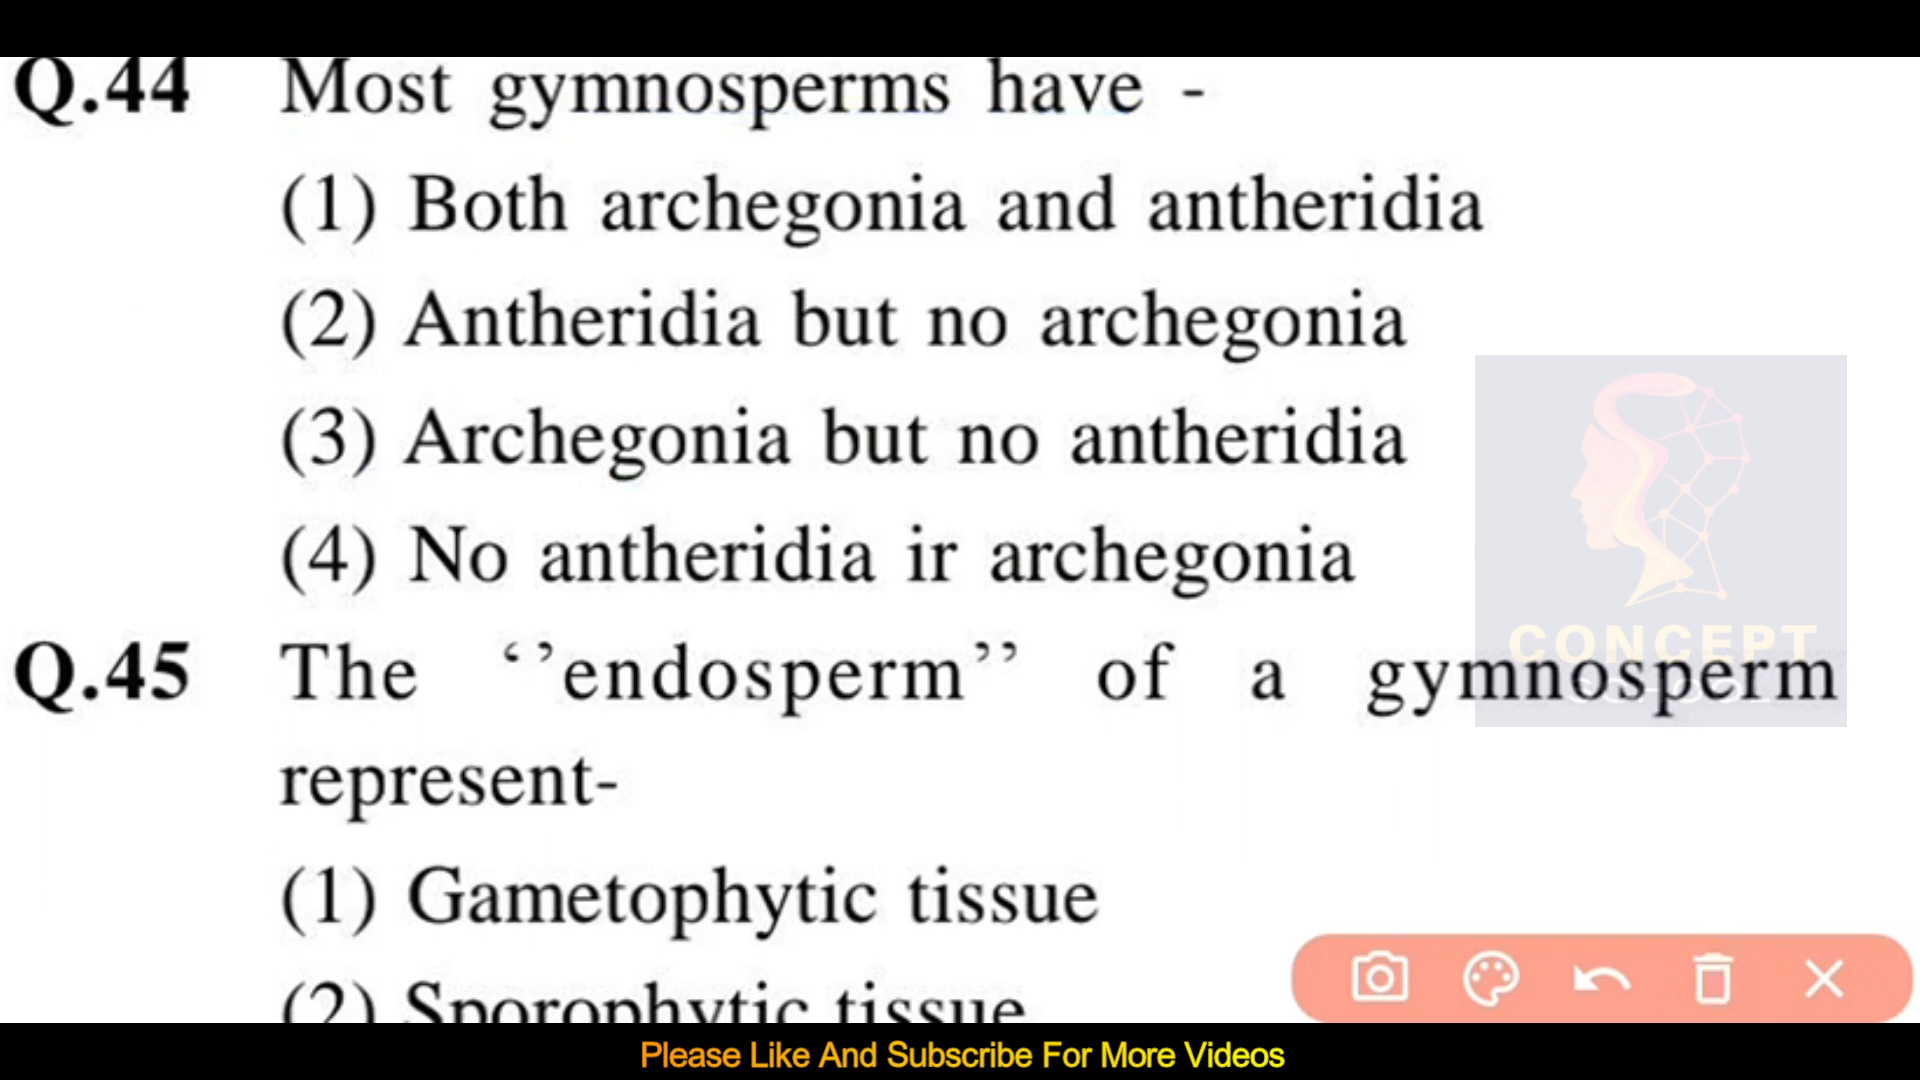 Q.44 Most gymnosperms have -
(1) Both archegonia and antheridia
(2) Antheridia but no archegonia
(3) Archegonia but no antheridia
(4) No antheridia ir archegonia
CONCEPT
Q.45 The ‘’endosperm’’ of a gymnosperm
represent-
(1) Gametophytic tissue
(2) Sporophytic tissue
Please Like And Subscribe For More Videos